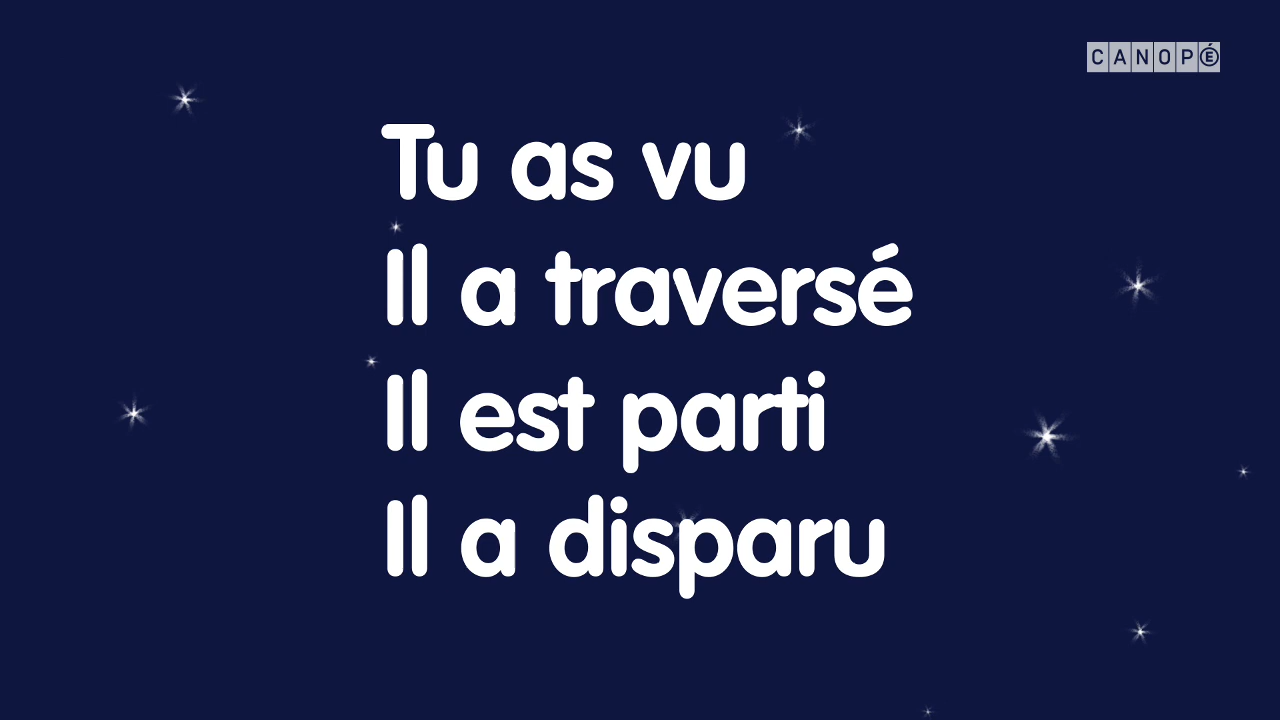 CANOPÉ
Tu as vu
Il a traversé
Il est parti
Il a disparu